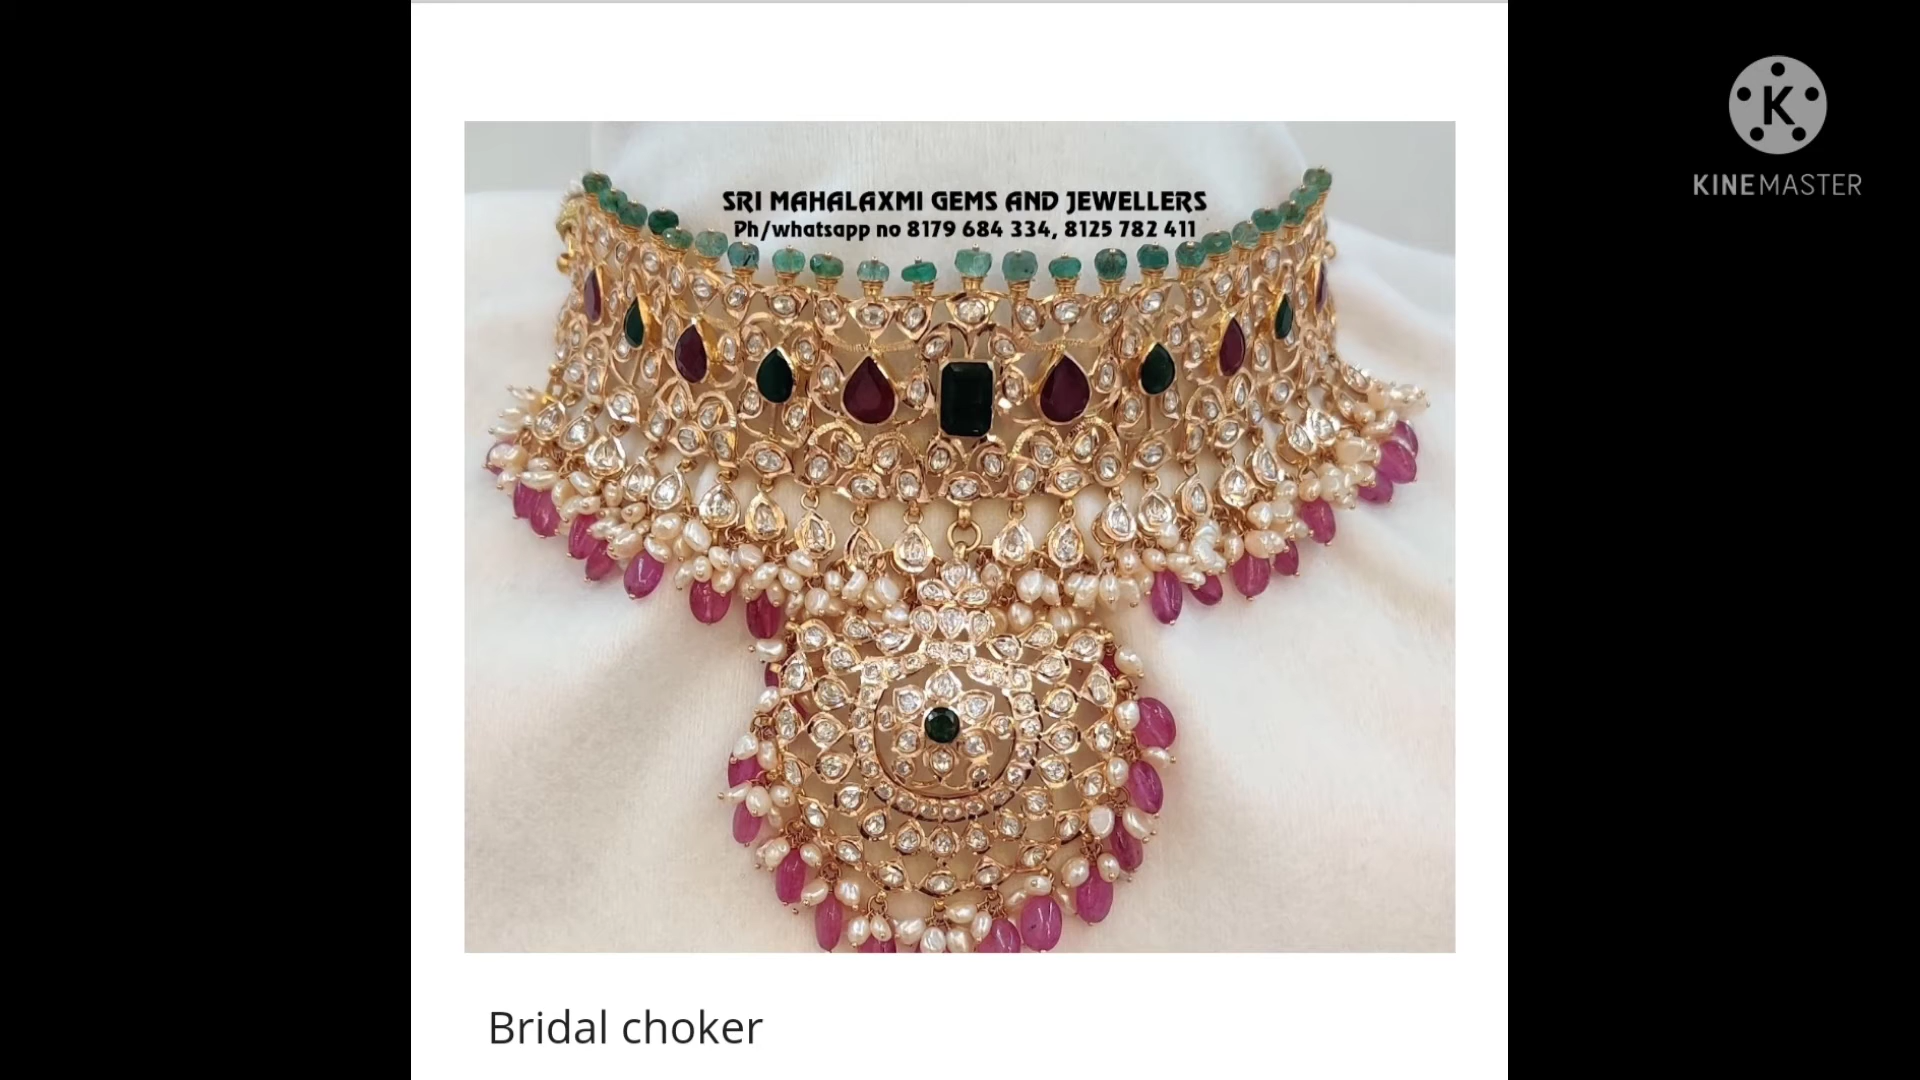 SRI MAHALAXMI GEMS AND JEWELLERS
Ph/whatsapp no 8179 684 334, 8125 782 411
K
KINEMASTER
Bridal choker